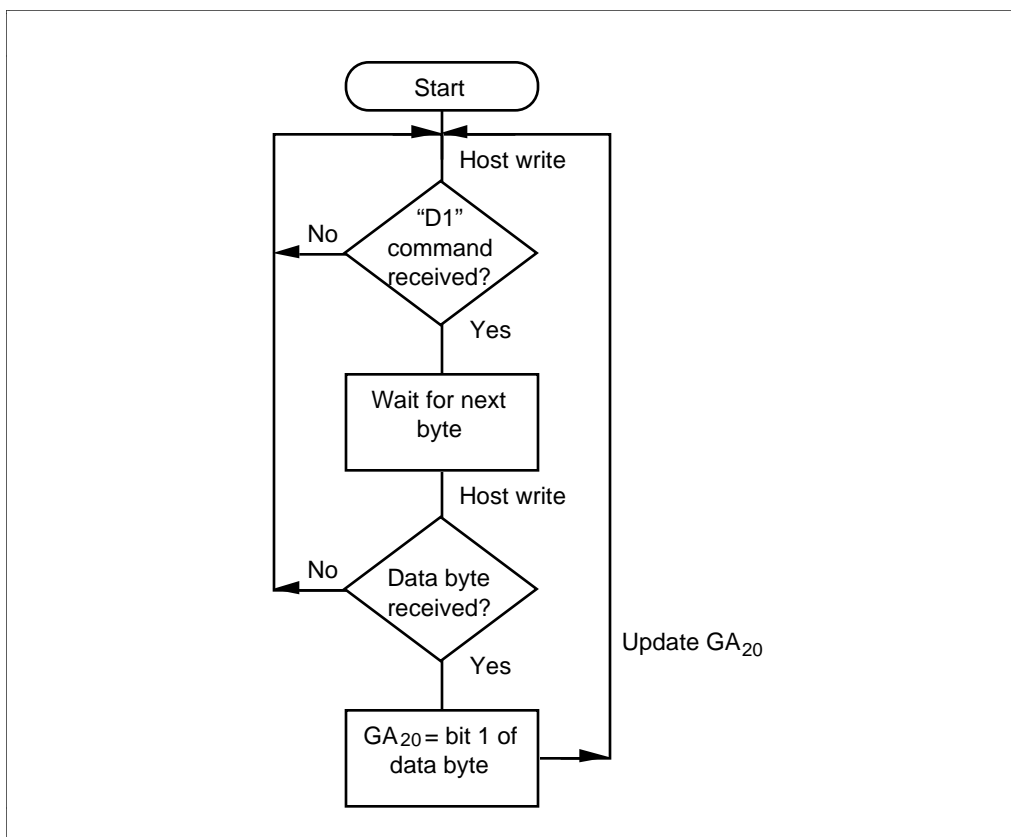 Start
Host write
“D1”
command
received?
No
Yes
Wait for next
byte
Host write
No
Data byte
received?
Yes
Update GA20
GA20 = bit 1 of
data byte